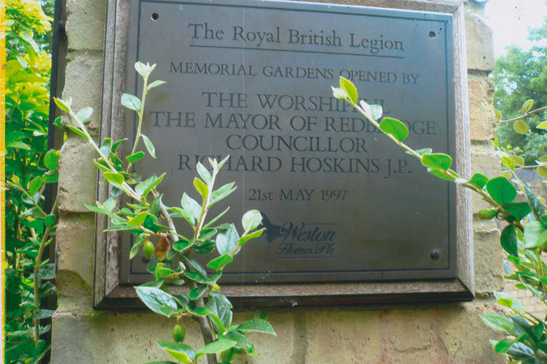 The Royal British Legion
MEMORIAL GARDENS OPENED BY
THE WORSHIPFUL
THE MAYOR OF REDBRIDGE
COUNCILLOR
RICHARD HOSKINS J.P.
21st MAY 1997
Weston
Homes Plc